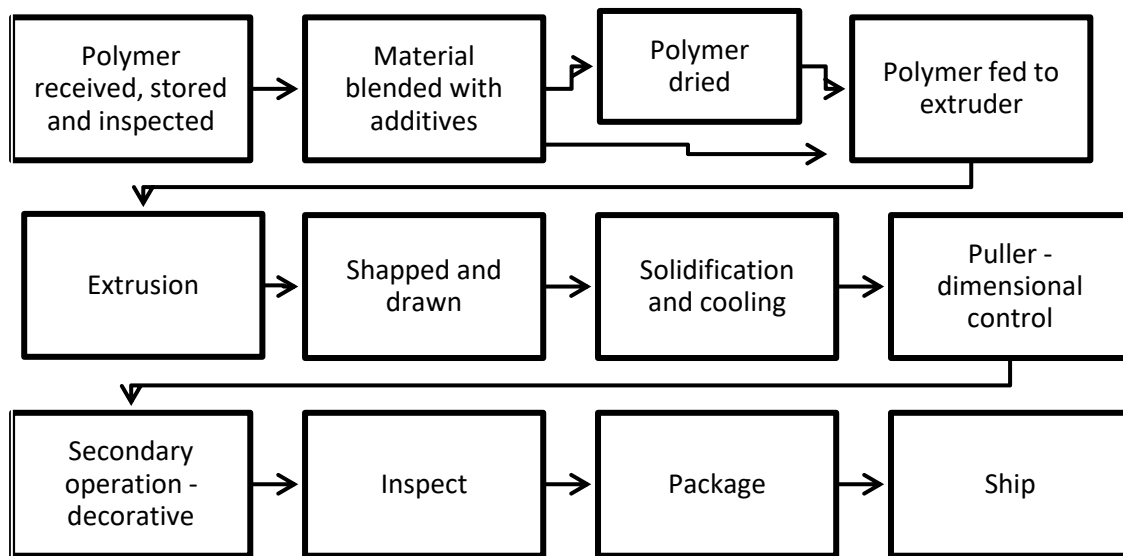 Polymer
received, stored
and inspected
Material
blended with
additives
Polymer
dried
Polymer fed to
extruder
Extrusion
Shapped and
drawn
Solidification
and cooling
Puller -
dimensional
control
Secondary
operation -
decorative
Inspect
Package
Ship